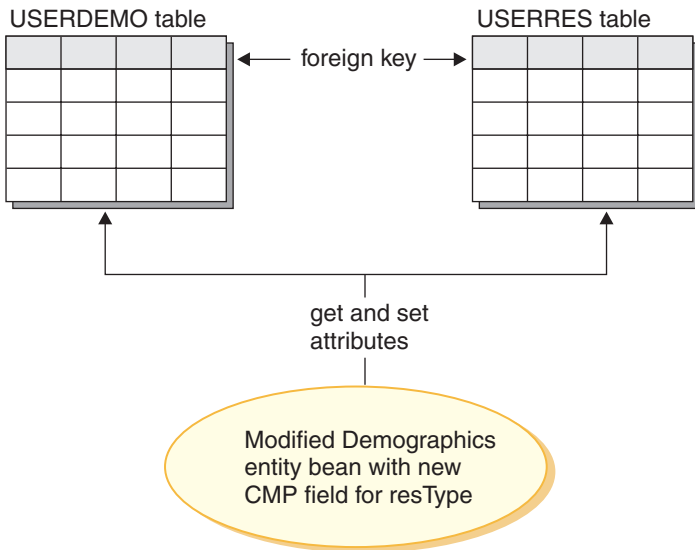 USERDEMO table
USERRES table
foreign key
get and set
attributes
Modified Demographics
entity bean with new
CMP field for resType